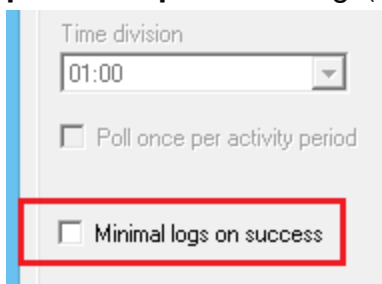 Time division
01:00
Poll once per activity period
Minimal logs on success